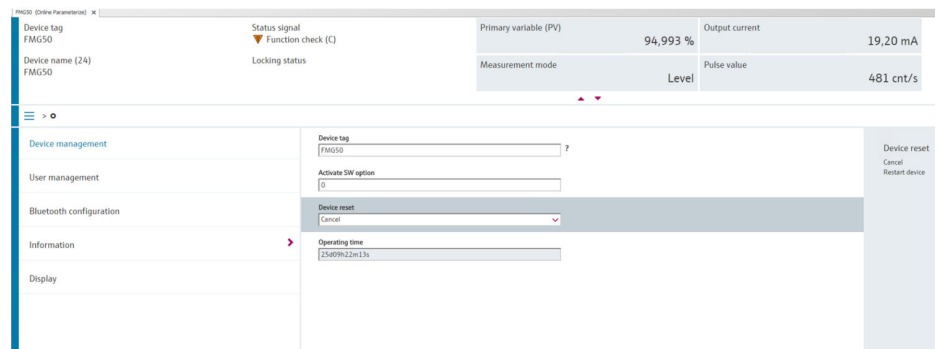 FMG50 (Online Parameterize) x
Device tag
FMG50
Status signal
Function check (C)
Primary variable (PV)
94,993 %
Output current
19,20 mA
Device name (24)
FMG50
Locking status
Measurement mode
Level
Pulse value
481 cnt/s
>
Device management
User management
Bluetooth configuration
Information
Display
Device tag
FMG50
?
Activate SW option
0
Device reset
Cancel
Operating time
25d09h22m13s
Device reset
Cancel
Restart device